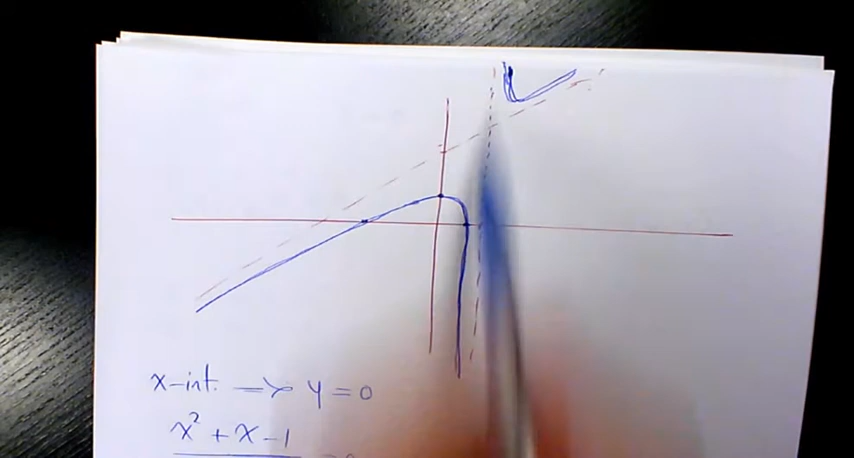 x-int. → y = 0
x² + x - 1